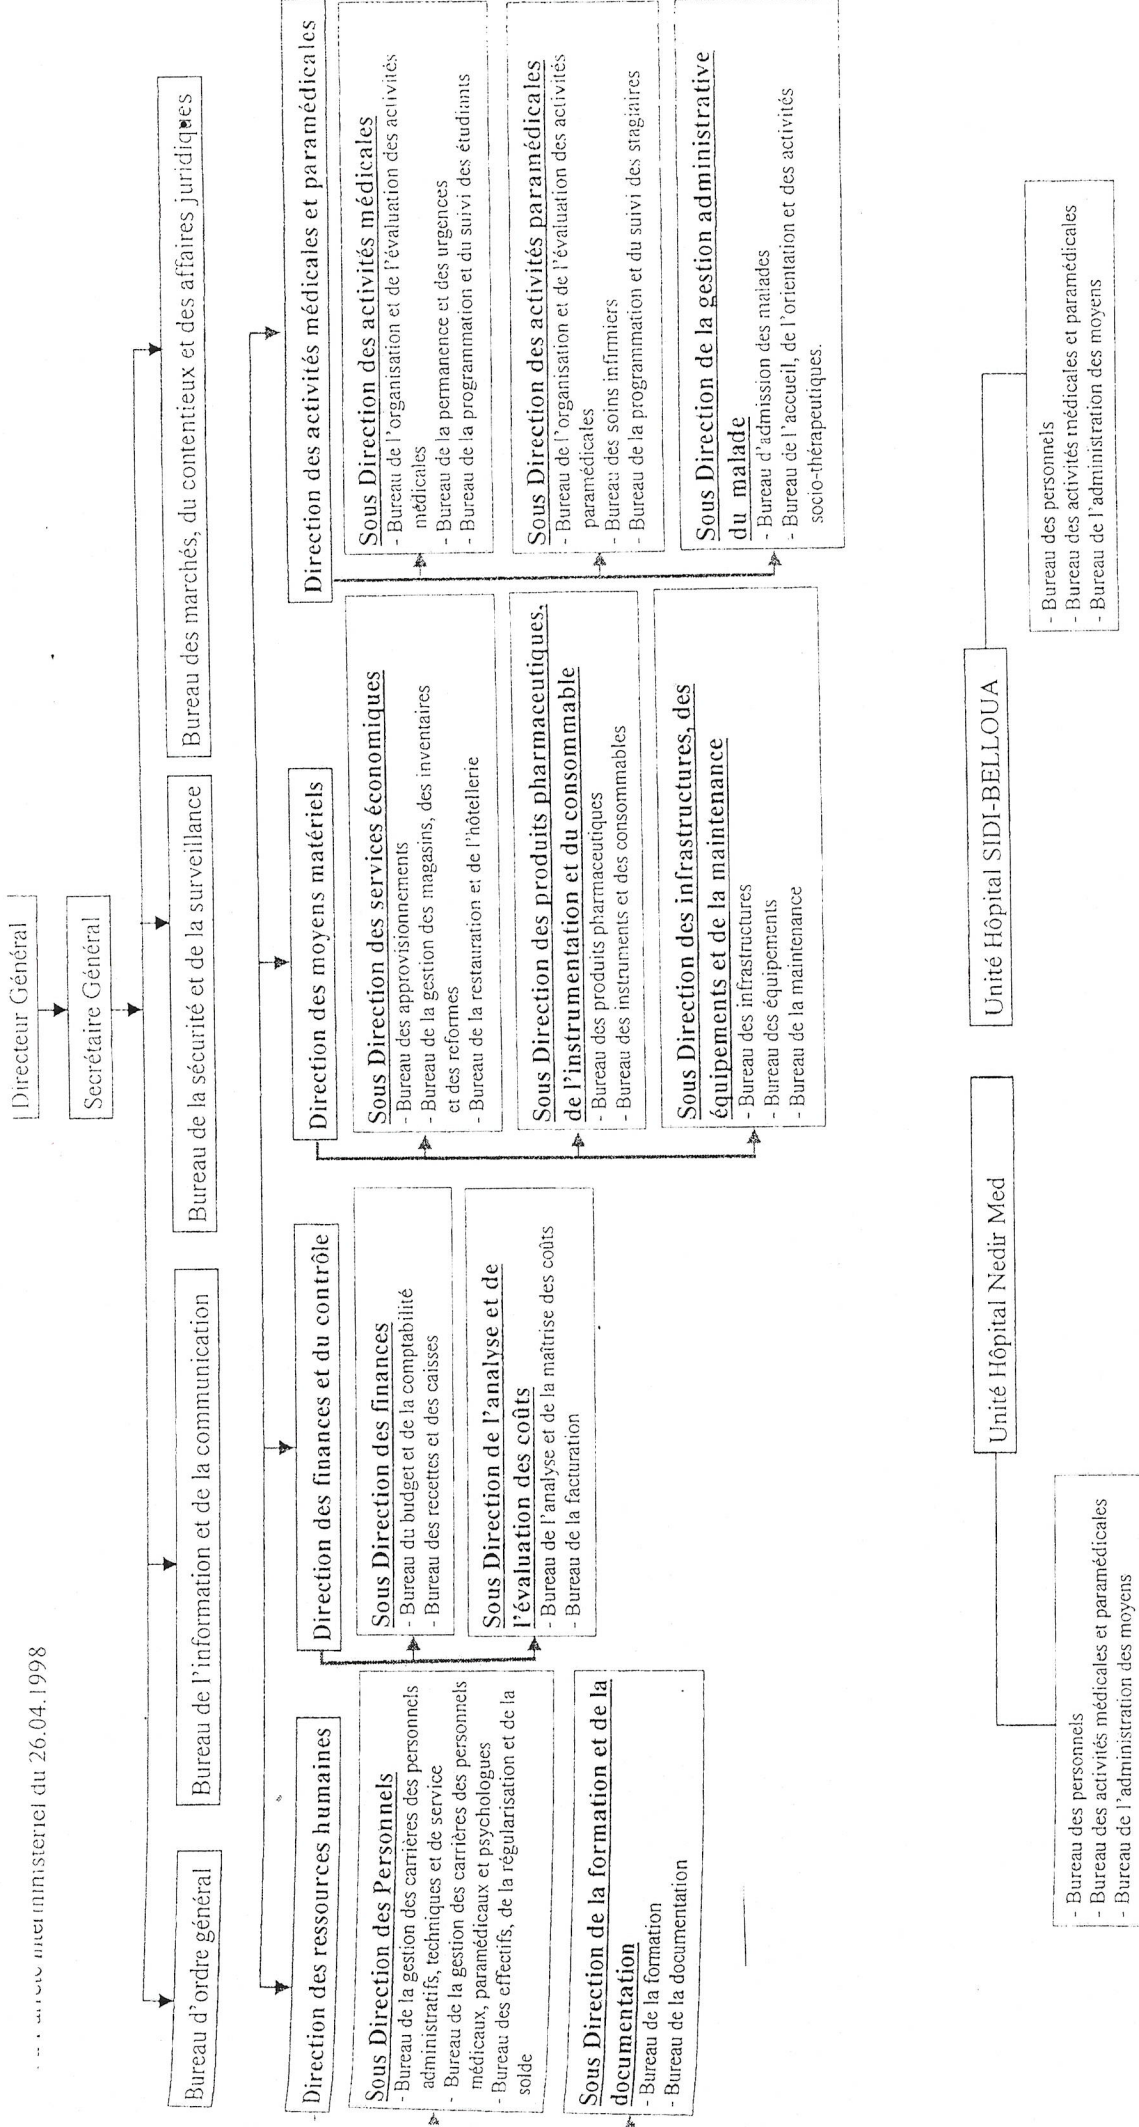 interministeriel du 26.04.1998
Directeur Général
Secrétaire Général
Bureau d'ordre général
Bureau de l'information et de la communication
Bureau de la sécurité et de la surveillance
Bureau des marchés, du contentieux et des affaires juridiques
Direction des ressources humaines
Sous Direction des Personnels
- Bureau de la gestion des carrières des personnels
administratifs, techniques et de service
- Bureau de la gestion des carrières des personnels
médicaux, paramédicaux et psychologues
- Bureau des effectifs, de la régularisation et de la
solde
Sous Direction de la formation et de la
documentation
- Bureau de la formation
- Bureau de la documentation
Direction des finances et du contrôle
Sous Direction des finances
- Bureau du budget et de la comptabilité
- Bureau des recettes et des caisses
Sous Direction de l'analyse et de
l'évaluation des coûts
- Bureau de l'analyse et de la maîtrise des coûts
- Bureau de la facturation
Direction des moyens matériels
Sous Direction des services économiques
- Bureau des approvisionnements
- Bureau de la gestion des magasins, des inventaires
et des reformes
- Bureau de la restauration et de l'hôtellerie
Sous Direction des produits pharmaceutiques,
de l'instrumentation et du consommable
- Bureau des produits pharmaceutiques
- Bureau des instruments et des consommables
Sous Direction des infrastructures, des
équipements et de la maintenance
- Bureau des infrastructures
- Bureau des équipements
- Bureau de la maintenance
Direction des activités médicales et paramédicales
Sous Direction des activités médicales
- Bureau de l'organisation et de l'évaluation des activités
médicales
- Bureau de la permanence et des urgences
- Bureau de la programmation et du suivi des étudiants
Sous Direction des activités paramédicales
- Bureau de l'organisation et de l'évaluation des activités
paramédicales
- Bureau des soins infirmiers
- Bureau de la programmation et du suivi des stagiaires
Sous Direction de la gestion administrative
du malade
- Bureau d'admission des malades
- Bureau de l'accueil, de l'orientation et des activités
socio-thérapeutiques.
Unité Hôpital Nedir Med
- Bureau des personnels
- Bureau des activités médicales et paramédicales
- Bureau de l'administration des moyens
Unité Hôpital SIDI-BELLOUA
- Bureau des personnels
- Bureau des activités médicales et paramédicales
- Bureau de l'administration des moyens